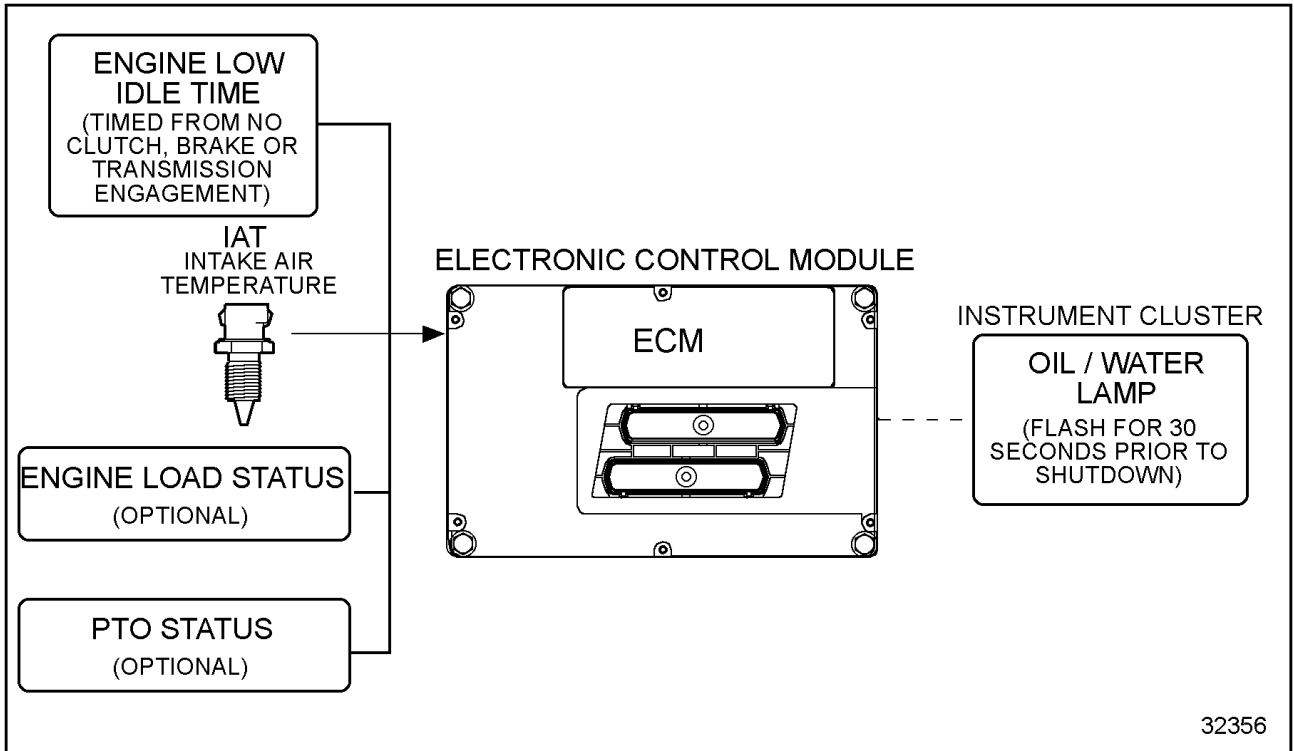 ENGINE LOW
IDLE TIME
(TIMED FROM NO
CLUTCH, BRAKE OR
TRANSMISSION
ENGAGEMENT)
IAT
INTAKE AIR
TEMPERATURE
ENGINE LOAD STATUS
(OPTIONAL)
PTO STATUS
(OPTIONAL)
ELECTRONIC CONTROL MODULE
ECM
INSTRUMENT CLUSTER
OIL / WATER
LAMP
(FLASH FOR 30
SECONDS PRIOR TO
SHUTDOWN)
32356